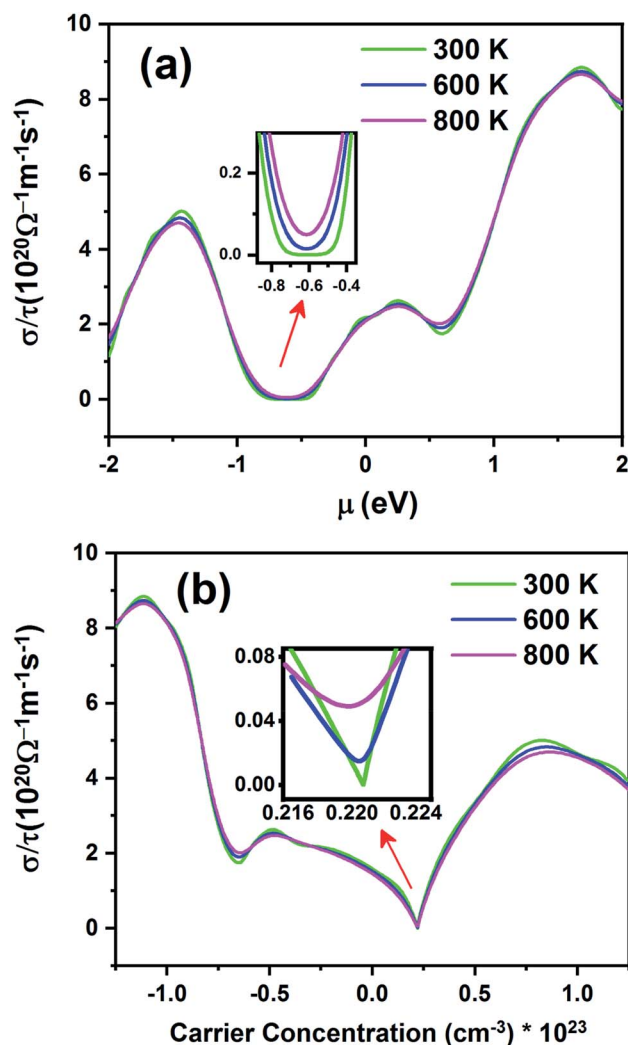 (a)
300 K
600 K
800 K
σ/τ(10²⁰Ω⁻¹m⁻¹s⁻¹)
10
8
6
4
2
0
0.2
0.0
-0.8 -0.6 -0.4
-2 -1 0 1 2
μ (eV)
(b)
300 K
600 K
800 K
σ/τ(10²⁰Ω⁻¹m⁻¹s⁻¹)
10
8
6
4
2
0
0.08
0.04
0.00
0.216 0.220 0.224
-1.0 -0.5 0.0 0.5 1.0
Carrier Concentration (cm⁻³) * 10²³